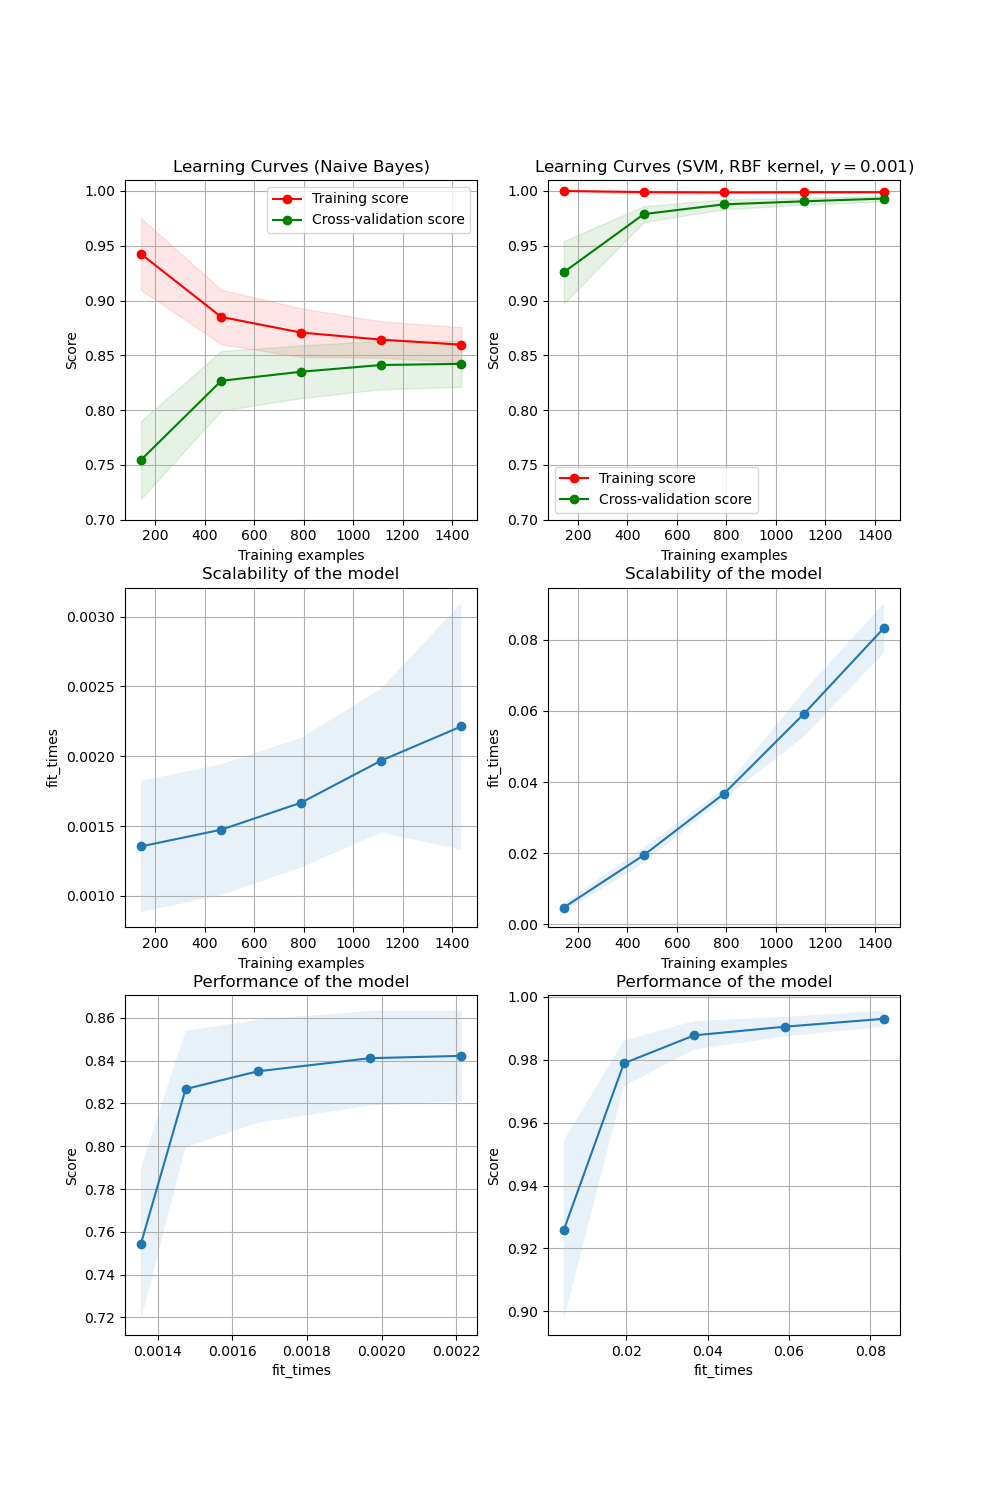 Learning Curves (Naive Bayes)
1.00
0.95
0.90
0.85
0.80
0.75
0.70
Score
Training score
Cross-validation score
200 400 600 800 1000 1200 1400
Training examples
Learning Curves (SVM, RBF kernel, γ = 0.001)
1.00
0.95
0.90
0.85
0.80
0.75
0.70
Score
Training score
Cross-validation score
200 400 600 800 1000 1200 1400
Training examples
Scalability of the model
0.0030
0.0025
0.0020
0.0015
0.0010
fit_times
200 400 600 800 1000 1200 1400
Training examples
Scalability of the model
0.08
0.06
0.04
0.02
0.00
fit_times
200 400 600 800 1000 1200 1400
Training examples
Performance of the model
0.86
0.84
0.82
0.80
0.78
0.76
0.74
0.72
Score
0.0014 0.0016 0.0018 0.0020 0.0022
fit_times
Performance of the model
1.00
0.98
0.96
0.94
0.92
0.90
Score
0.02 0.04 0.06 0.08
fit_times